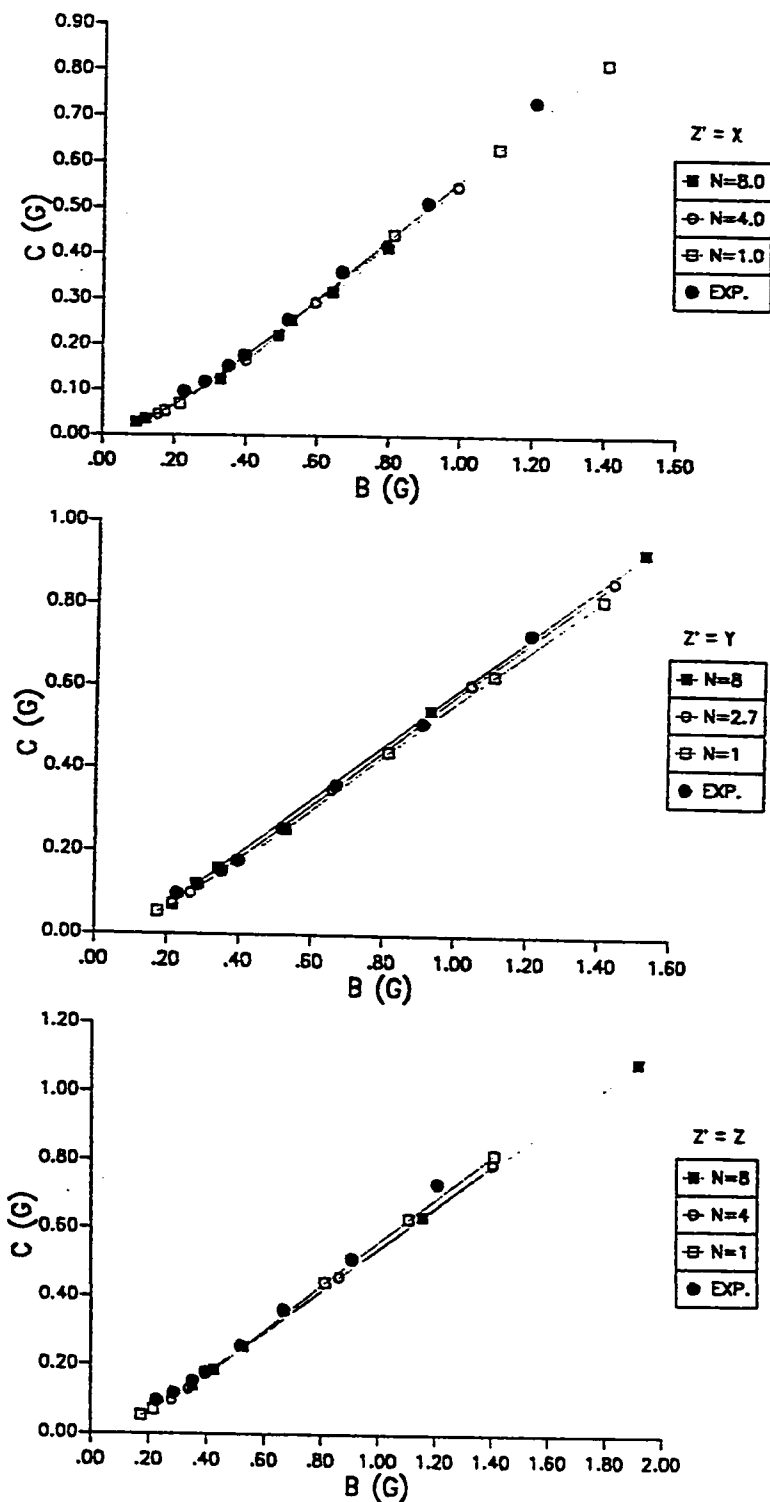 0.90
0.80
0.70
0.60
0.50
0.40
0.30
0.20
0.10
0.00
C (G)
.00 .20 .40 .60 .80 1.00 1.20 1.40 1.60
B (G)
Z' = X
N=8.0
N=4.0
N=1.0
EXP.
1.00
0.80
0.60
0.40
0.20
0.00
C (G)
.00 .20 .40 .60 .80 1.00 1.20 1.40 1.60
B (G)
Z' = Y
N=8
N=2.7
N=1
EXP.
1.20
1.00
0.80
0.60
0.40
0.20
0.00
C (G)
.00 .20 .40 .60 .80 1.00 1.20 1.40 1.60 1.80 2.00
B (G)
Z' = Z
N=8
N=4
N=1
EXP.